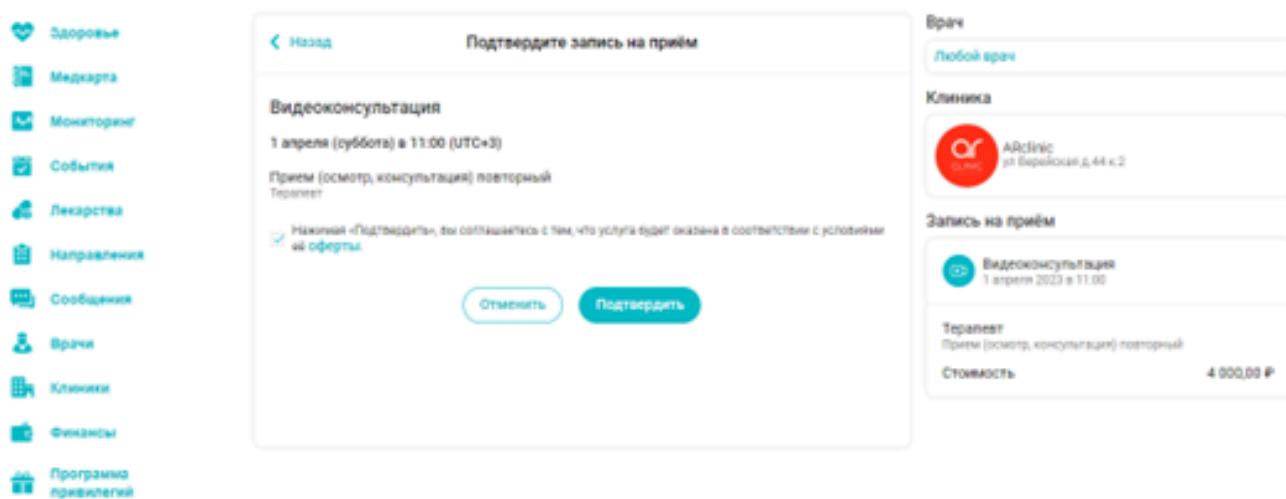 Здоровье
Медкарта
Мониторинг
События
Лекарства
Направления
Сообщения
Врачи
Клиники
Финансы
Программа
привилегий
Назад
Подтвердите запись на приём
Видеоконсультация
1 апреля (суббота) в 11:00 (UTC+3)
Прием (осмотр, консультация) повторный
Терапевт
Нажимая «Подтвердить», вы соглашаетесь с тем, что услуга будет оказана в соответствии с условиями
её оферты.
Отменить
Подтвердить
Врач
Любой врач
Клиника
ar
CLINIC
ARclinic
ул Верейская д.44 к.2
Запись на приём
Видеоконсультация
1 апреля 2023 в 11:00
Терапевт
Прием (осмотр, консультация) повторный
Стоимость 4 000,00 ₽